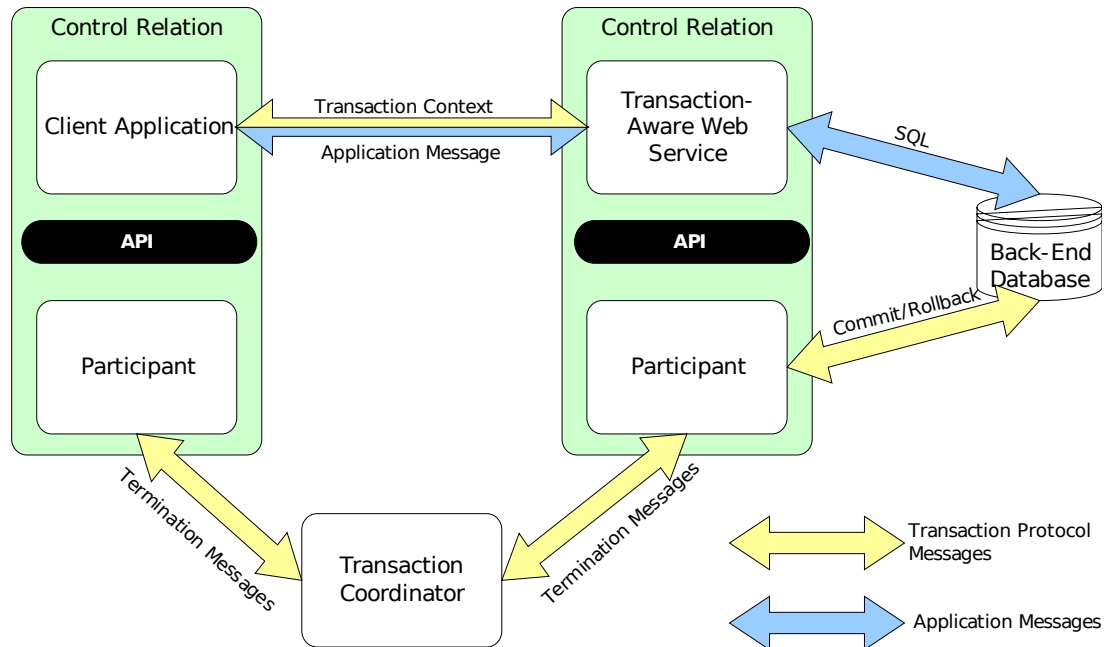 Control Relation
Client Application
API
Participant
Transaction Context
Application Message
Control Relation
Transaction-
Aware Web
Service
API
Participant
SQL
Back-End
Database
Commit/Rollback
Termination Messages
Transaction
Coordinator
Termination Messages
Transaction Protocol
Messages
Application Messages